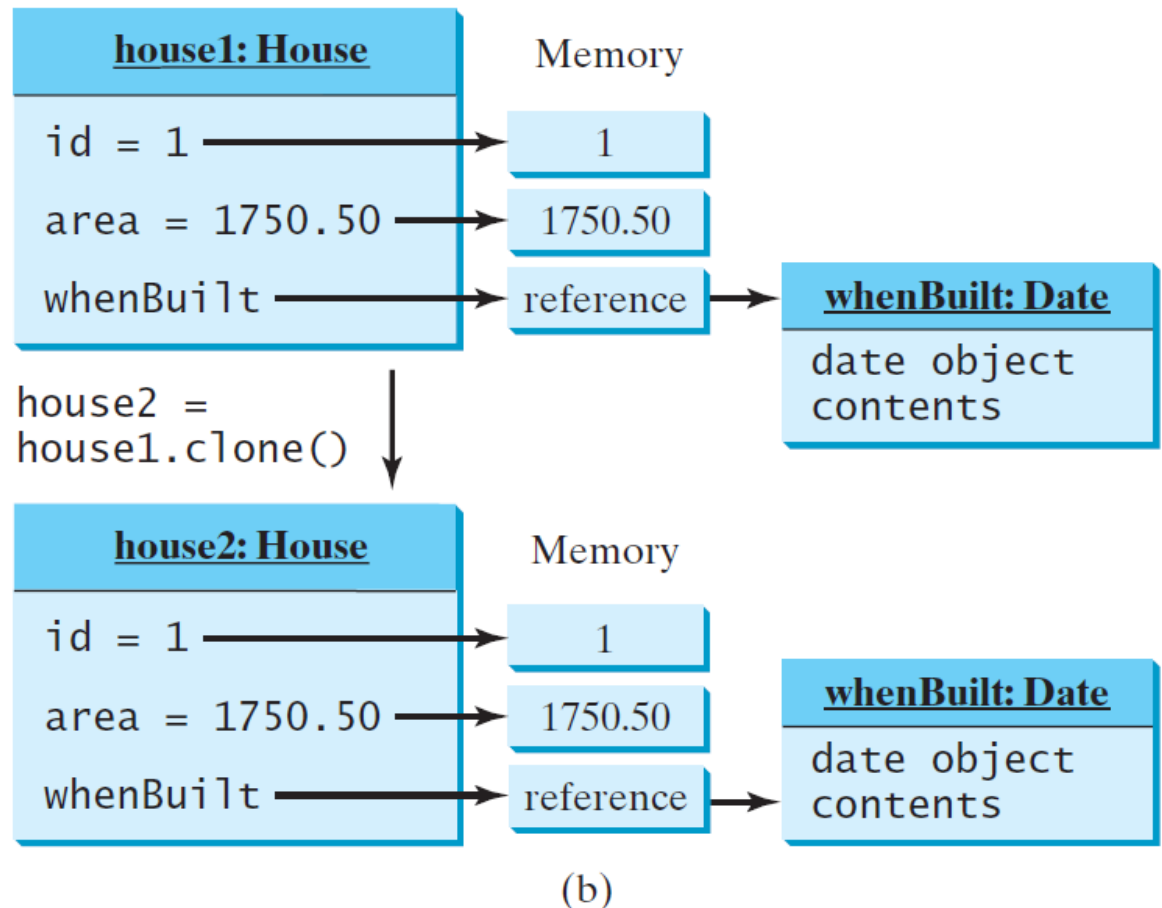 house1: House
Memory
id = 1
1
area = 1750.50
1750.50
whenBuilt
reference
whenBuilt: Date
date object
contents
house2 =
house1.clone()
house2: House
Memory
id = 1
1
area = 1750.50
1750.50
whenBuilt
reference
whenBuilt: Date
date object
contents
(b)